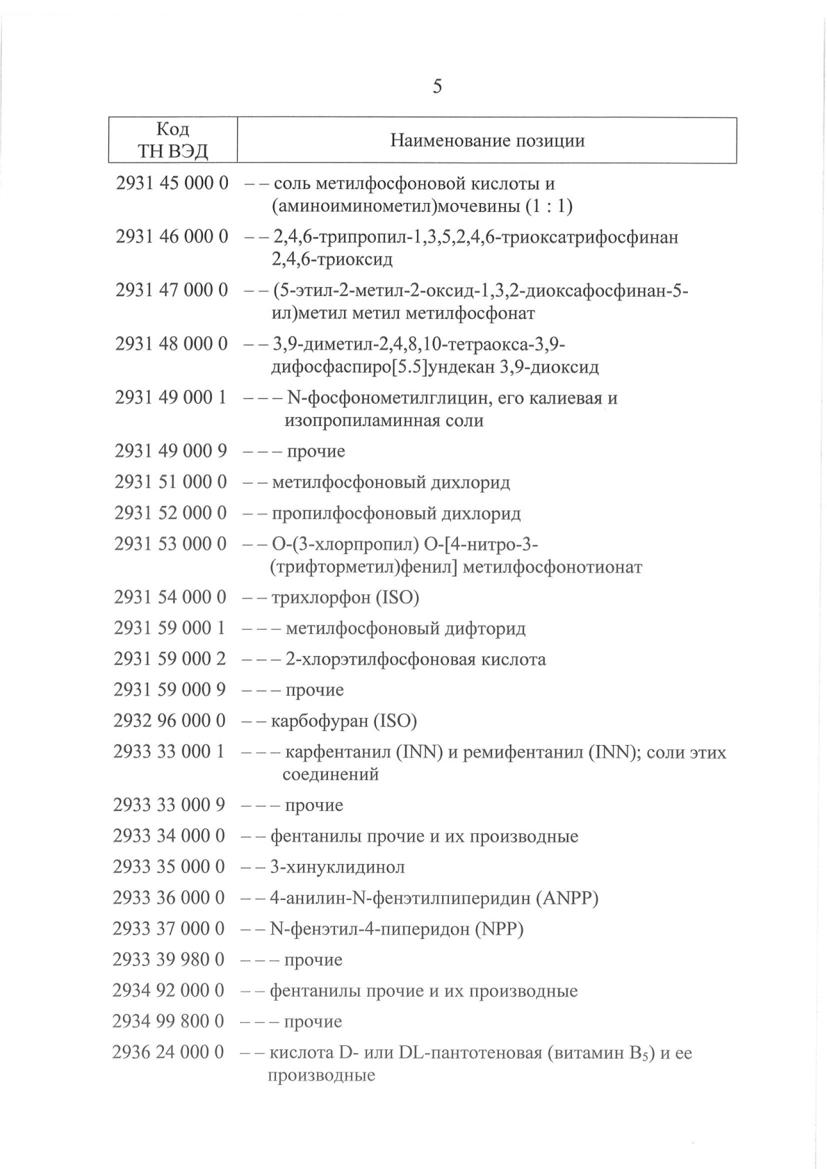 5
Код
ТН ВЭД
Наименование позиции
2931 45 000 0 – – соль метилфосфоновой кислоты и
(аминоиминометил)мочевины (1 : 1)
2931 46 000 0 – – 2,4,6-трипропил-1,3,5,2,4,6-триоксатрифосфинан
2,4,6-триоксид
2931 47 000 0 – – (5-этил-2-метил-2-оксид-1,3,2-диоксафосфинан-5-
ил)метил метил метилфосфонат
2931 48 000 0 – – 3,9-диметил-2,4,8,10-тетраокса-3,9-
дифосфаспиро[5.5]ундекан 3,9-диоксид
2931 49 000 1 – – – N-фосфонометилглицин, его калиевая и
изопропиламинная соли
2931 49 000 9 – – – прочие
2931 51 000 0 – – метилфосфоновый дихлорид
2931 52 000 0 – – пропилфосфоновый дихлорид
2931 53 000 0 – – О-(3-хлорпропил) О-[4-нитро-3-
(трифторметил)фенил] метилфосфонотионат
2931 54 000 0 – – трихлорфон (ISO)
2931 59 000 1 – – – метилфосфоновый дифторид
2931 59 000 2 – – – 2-хлорэтилфосфоновая кислота
2931 59 000 9 – – – прочие
2932 96 000 0 – – карбофуран (ISO)
2933 33 000 1 – – – карфентанил (INN) и ремифентанил (INN); соли этих
соединений
2933 33 000 9 – – – прочие
2933 34 000 0 – – фентанилы прочие и их производные
2933 35 000 0 – – 3-хинуклидинол
2933 36 000 0 – – 4-анилин-N-фенэтилпиперидин (ANPP)
2933 37 000 0 – – N-фенэтил-4-пиперидон (NPP)
2933 39 980 0 – – – прочие
2934 92 000 0 – – фентанилы прочие и их производные
2934 99 800 0 – – – прочие
2936 24 000 0 – – кислота D- или DL-пантотеновая (витамин B₅) и ее
производные